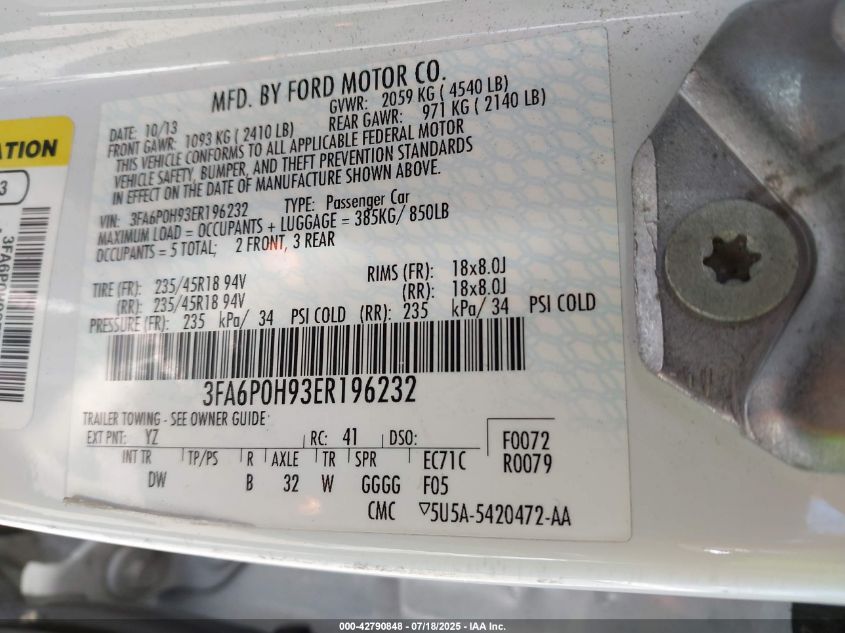 MFD. BY FORD MOTOR CO.
DATE: 10/13 GVWR: 2059 KG ( 4540 LB)
FRONT GAWR: 1093 KG ( 2410 LB) REAR GAWR: 971 KG ( 2140 LB)
THIS VEHICLE CONFORMS TO ALL APPLICABLE FEDERAL MOTOR
VEHICLE SAFETY, BUMPER, AND THEFT PREVENTION STANDARDS
IN EFFECT ON THE DATE OF MANUFACTURE SHOWN ABOVE.
VIN: 3FA6P0H93ER196232 TYPE: Passenger Car
MAXIMUM LOAD = OCCUPANTS + LUGGAGE = 385KG/ 850LB
OCCUPANTS = 5 TOTAL; 2 FRONT, 3 REAR
TIRE (FR): 235/45R18 94V RIMS (FR): 18x8.0J
(RR): 235/45R18 94V (RR): 18x8.0J
PRESSURE (FR): 235 kPa/ 34 PSI COLD (RR): 235 kPa/ 34 PSI COLD
3FA6P0H93ER196232
TRAILER TOWING - SEE OWNER GUIDE
EXT PNT: YZ RC: 41 DSO: F0072
INT TR TP/PS R AXLE TR SPR EC71C R0079
DW B 32 W GGGG F05
CMC ▽5U5A-5420472-AA
ATION
3
000-42790848 - 07/18/2025 - IAA Inc.